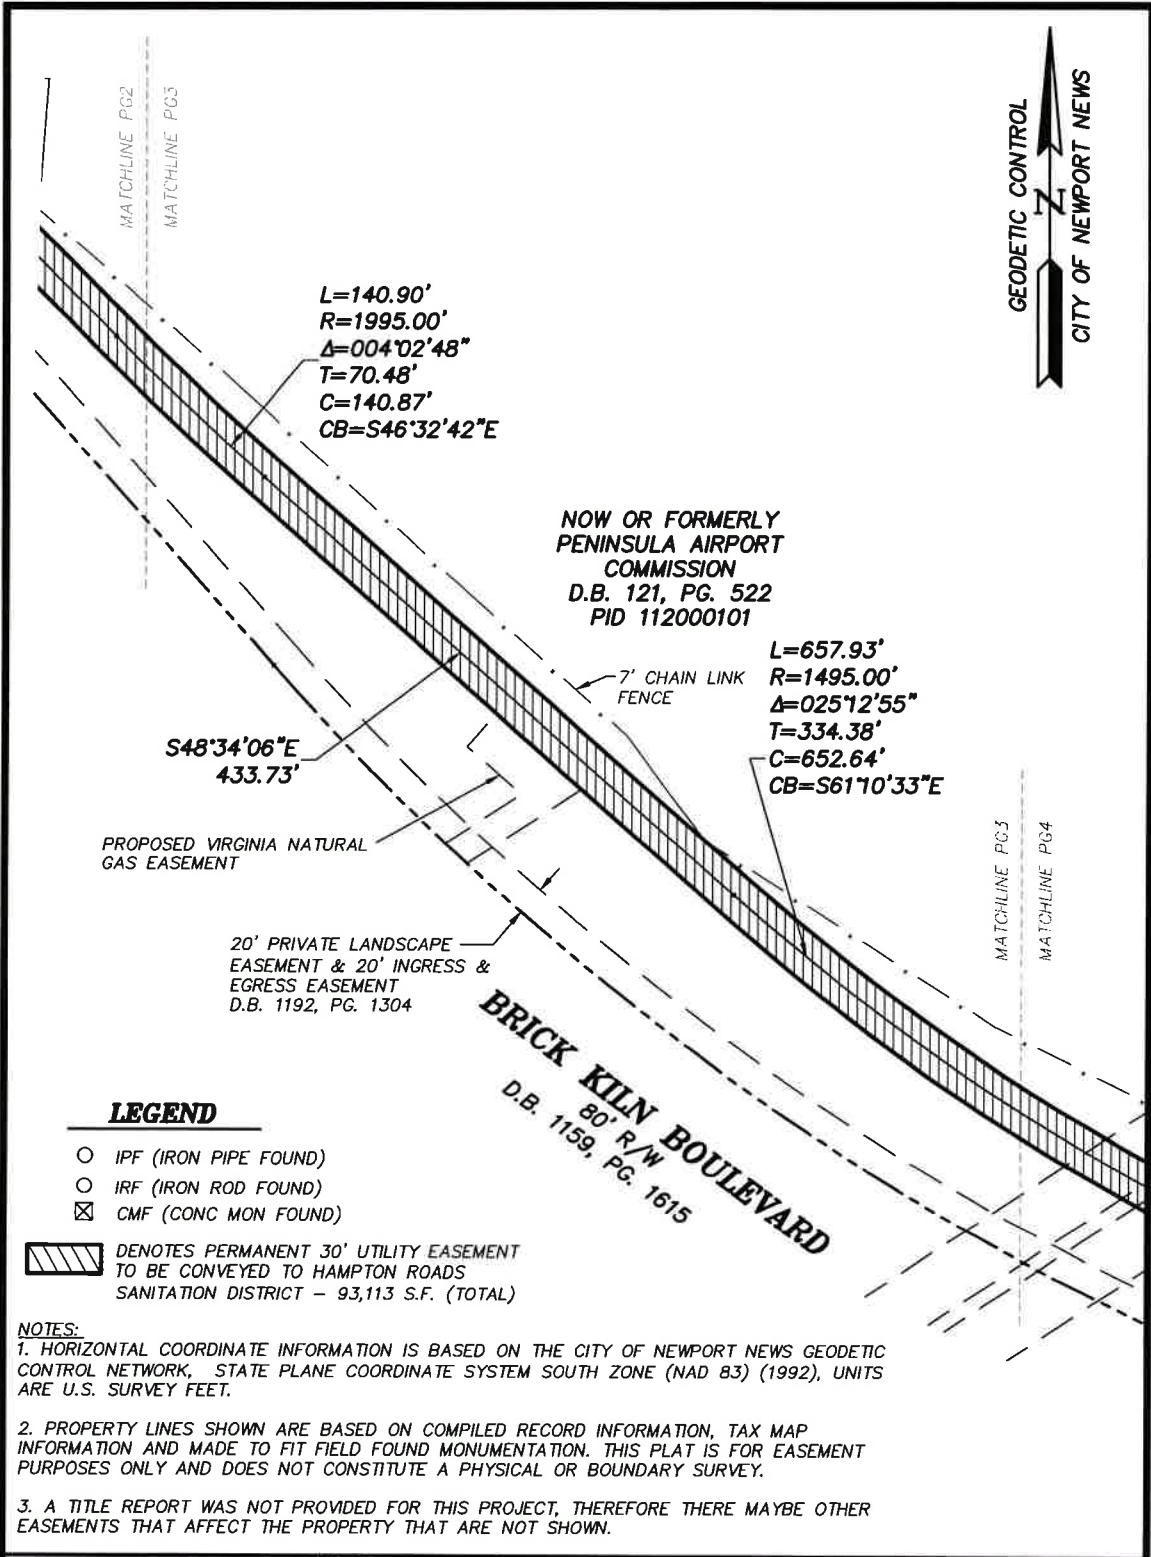 MATCHLINE PG2
MATCHLINE PG3
GEODETIC CONTROL
N
CITY OF NEWPORT NEWS
L=140.90'
R=1995.00'
Δ=004°02'48"
T=70.48'
C=140.87'
CB=S46°32'42"E
NOW OR FORMERLY
PENINSULA AIRPORT
COMMISSION
D.B. 121, PG. 522
PID 112000101
L=657.93'
R=1495.00'
Δ=025°12'55"
T=334.38'
C=652.64'
CB=S61°10'33"E
7' CHAIN LINK
FENCE
S48°34'06"E
433.73'
PROPOSED VIRGINIA NATURAL
GAS EASEMENT
MATCHLINE PG3
MATCHLINE PG4
20' PRIVATE LANDSCAPE
EASEMENT & 20' INGRESS &
EGRESS EASEMENT
D.B. 1192, PG. 1304
BRICK KILN BOULEVARD
80' R/W
D.B. 1159, PG. 1615
LEGEND
IPF (IRON PIPE FOUND)
IRF (IRON ROD FOUND)
CMF (CONC MON FOUND)
DENOTES PERMANENT 30' UTILITY EASEMENT
TO BE CONVEYED TO HAMPTON ROADS
SANITATION DISTRICT – 93,113 S.F. (TOTAL)
NOTES:
1. HORIZONTAL COORDINATE INFORMATION IS BASED ON THE CITY OF NEWPORT NEWS GEODETIC
CONTROL NETWORK, STATE PLANE COORDINATE SYSTEM SOUTH ZONE (NAD 83) (1992), UNITS
ARE U.S. SURVEY FEET.
2. PROPERTY LINES SHOWN ARE BASED ON COMPILED RECORD INFORMATION, TAX MAP
INFORMATION AND MADE TO FIT FIELD FOUND MONUMENTATION. THIS PLAT IS FOR EASEMENT
PURPOSES ONLY AND DOES NOT CONSTITUTE A PHYSICAL OR BOUNDARY SURVEY.
3. A TITLE REPORT WAS NOT PROVIDED FOR THIS PROJECT, THEREFORE THERE MAYBE OTHER
EASEMENTS THAT AFFECT THE PROPERTY THAT ARE NOT SHOWN.